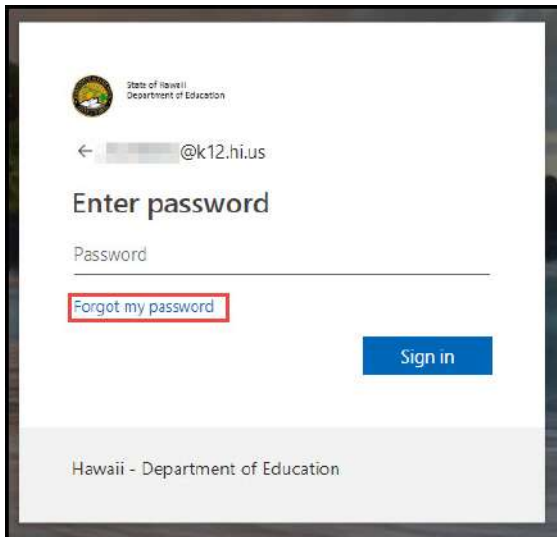 State of Hawaii
Department of Education
@k12.hi.us
Enter password
Password
Forgot my password
Sign in
Hawaii - Department of Education